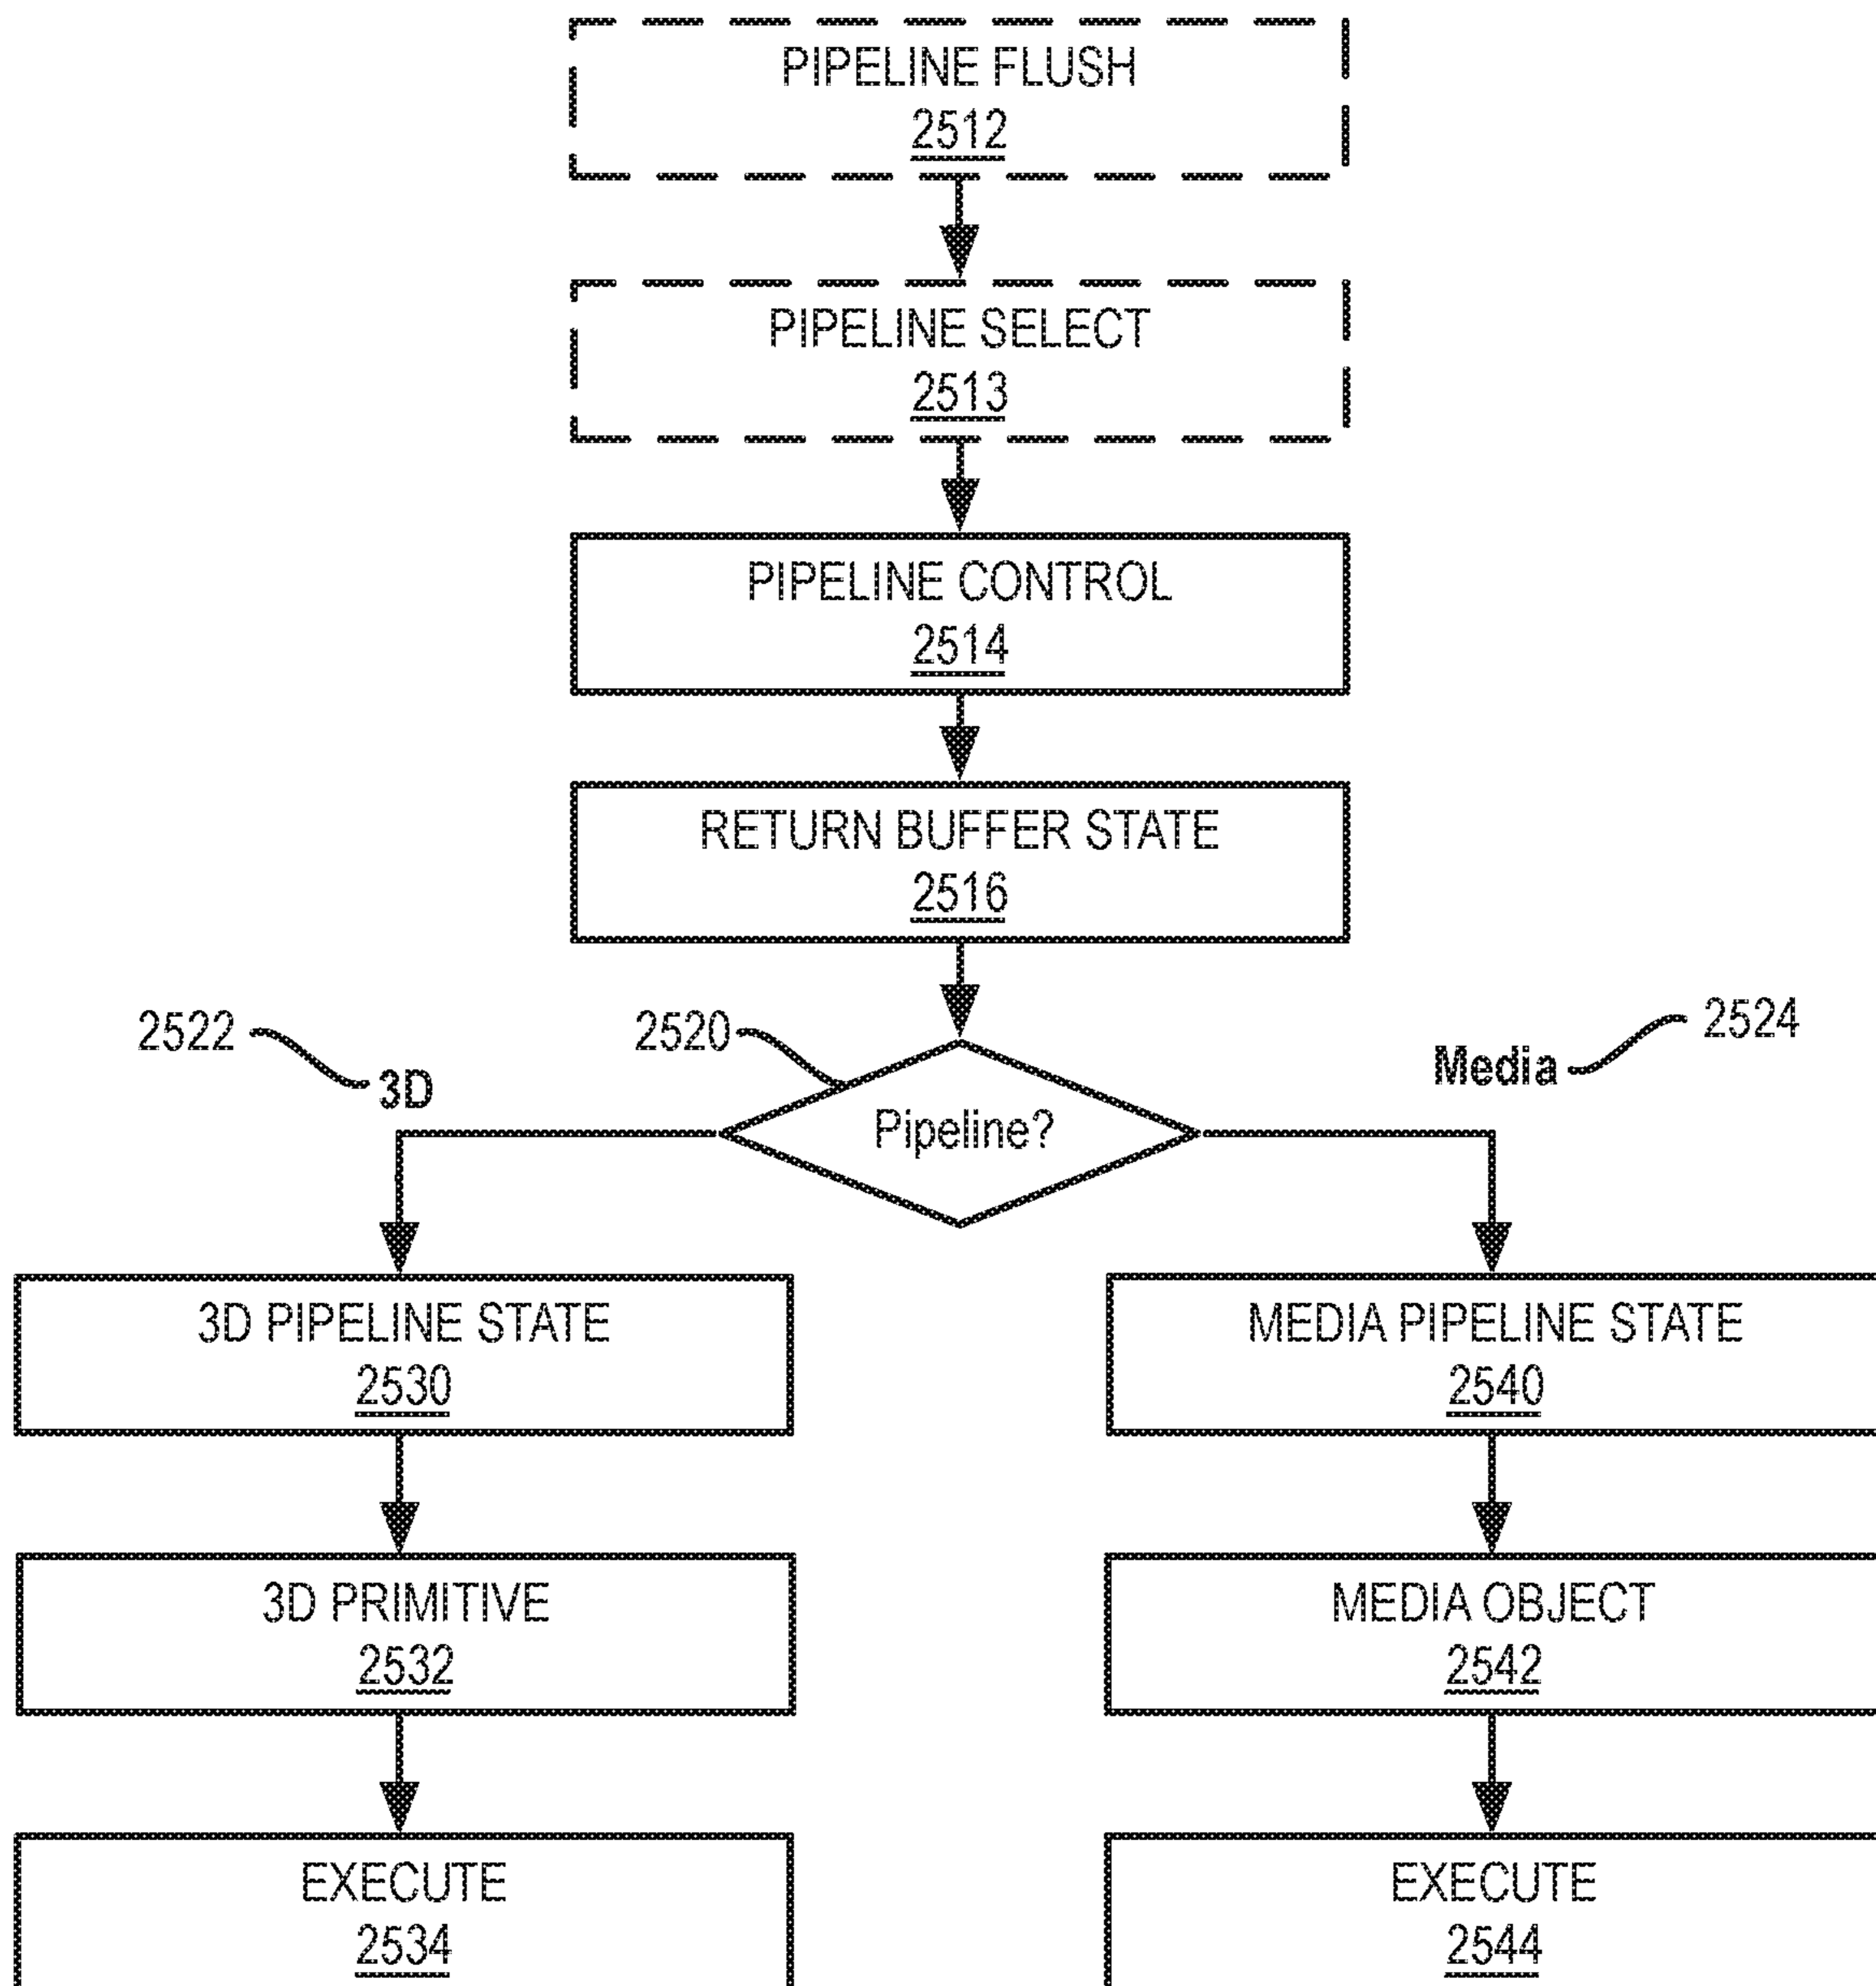 PIPELINE FLUSH
2512
PIPELINE SELECT
2513
PIPELINE CONTROL
2514
RETURN BUFFER STATE
2516
2522
3D
2520
Pipeline?
Media
2524
3D PIPELINE STATE
2530
MEDIA PIPELINE STATE
2540
3D PRIMITIVE
2532
MEDIA OBJECT
2542
EXECUTE
2534
EXECUTE
2544